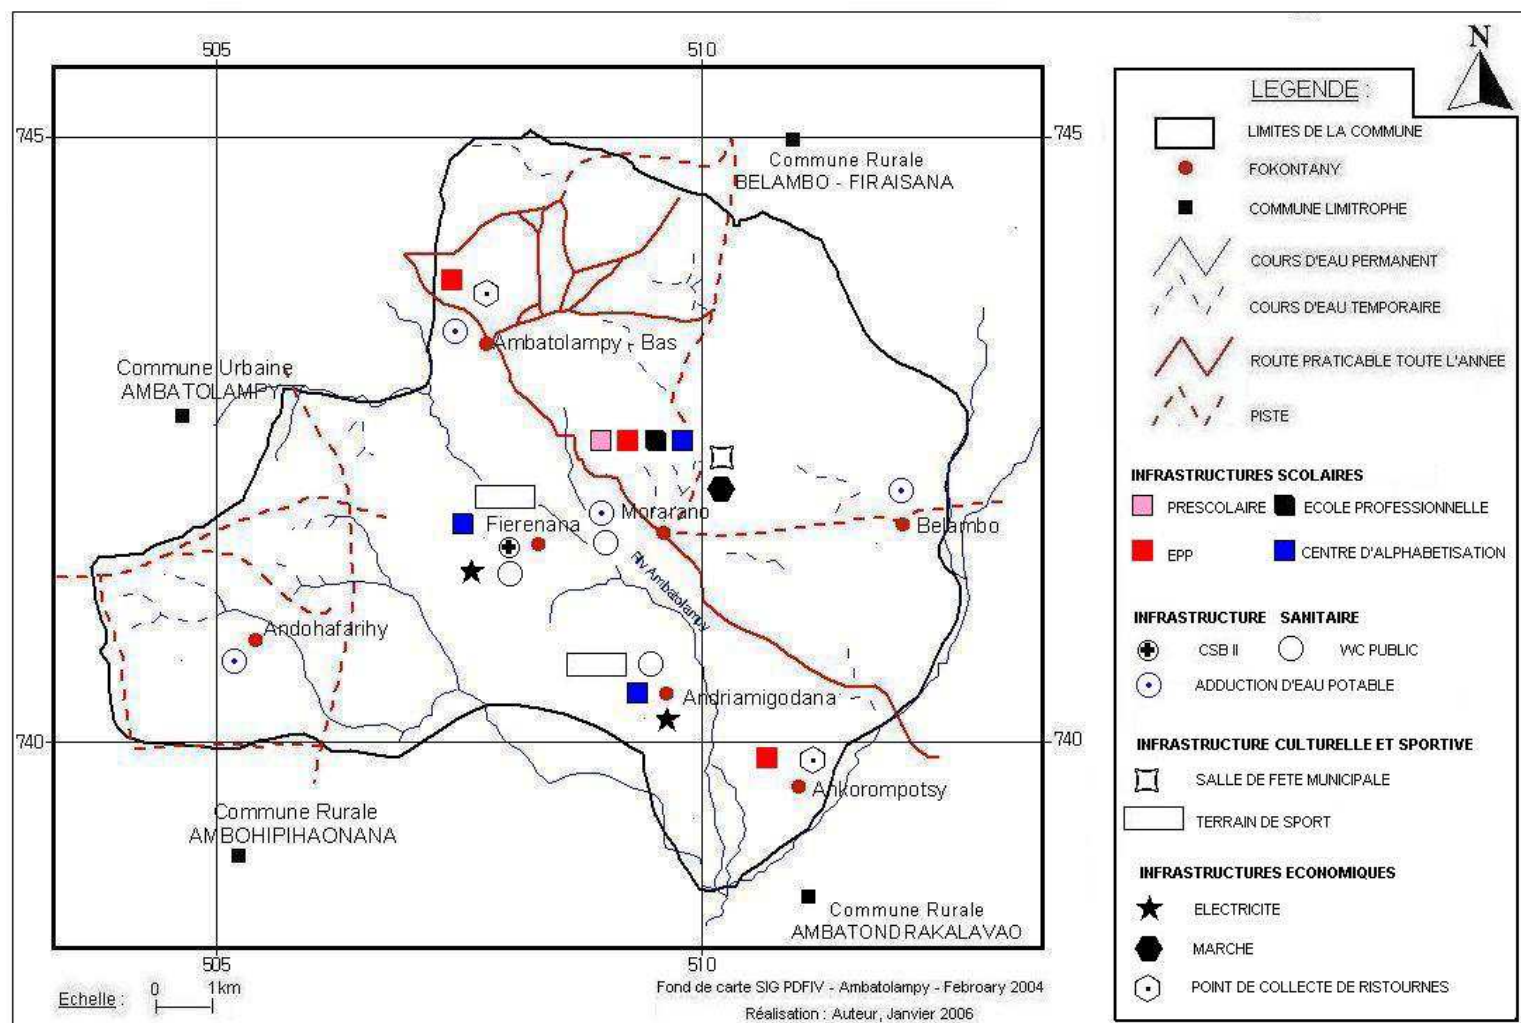 505
510
N
745
745
Commune Rurale
BELAMBO - FIRAISANA
Ambatolampy - Bas
Commune Urbaine
AMBATOLAMPY
Morarano
Fierenana
Belambo
Riv Ambatolampy
Andohafarihy
Andriamigodana
740
740
Ankorompotsy
Commune Rurale
AMBOHIPIHAONANA
Commune Rurale
AMBATONDRAKALAVAO
505
510
Echelle :
0 1km
Fond de carte SIG PDFIV - Ambatolampy - Febroary 2004
Réalisation : Auteur, Janvier 2006
LEGENDE :
LIMITES DE LA COMMUNE
FOKONTANY
COMMUNE LIMITROPHE
COURS D'EAU PERMANENT
COURS D'EAU TEMPORAIRE
ROUTE PRATICABLE TOUTE L'ANNEE
PISTE
INFRASTRUCTURES SCOLAIRES
PRESCOLAIRE
ECOLE PROFESSIONNELLE
EPP
CENTRE D'ALPHABETISATION
INFRASTRUCTURE SANITAIRE
CSB II
WC PUBLIC
ADDUCTION D'EAU POTABLE
INFRASTRUCTURE CULTURELLE ET SPORTIVE
SALLE DE FETE MUNICIPALE
TERRAIN DE SPORT
INFRASTRUCTURES ECONOMIQUES
ELECTRICITE
MARCHE
POINT DE COLLECTE DE RISTOURNES